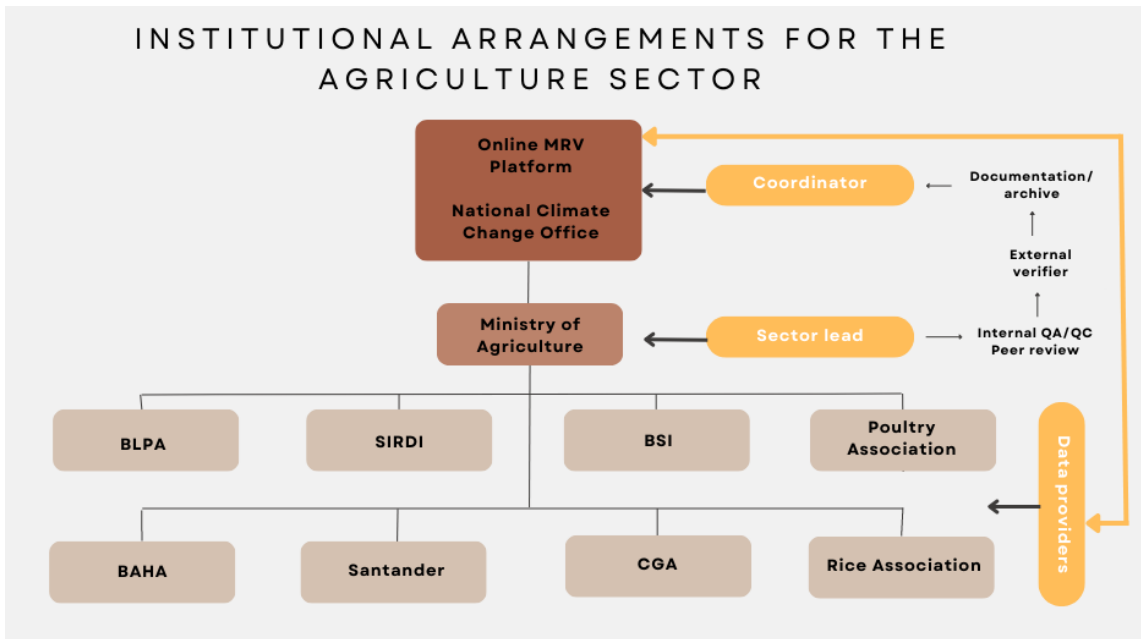 INSTITUTIONAL ARRANGEMENTS FOR THE
AGRICULTURE SECTOR
Online MRV
Platform
National Climate
Change Office
Coordinator
Documentation/
archive
External
verifier
Ministry of
Agriculture
Sector lead
Internal QA/QC
Peer review
BLPA
SIRDI
BSI
Poultry
Association
Data providers
BAHA
Santander
CGA
Rice Association